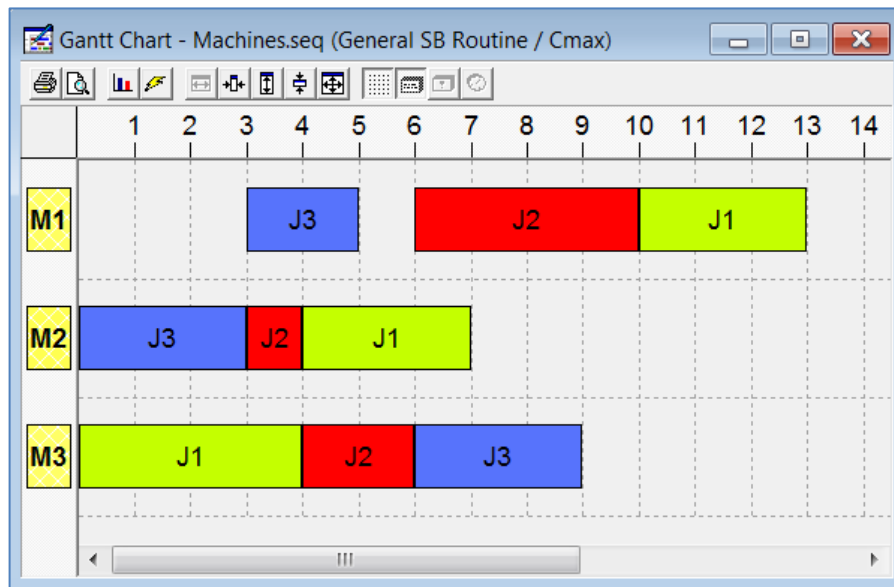 Gantt Chart - Machines.seq (General SB Routine / Cmax)
1 2 3 4 5 6 7 8 9 10 11 12 13 14
M1 J3 J2 J1
M2 J3 J2 J1
M3 J1 J2 J3